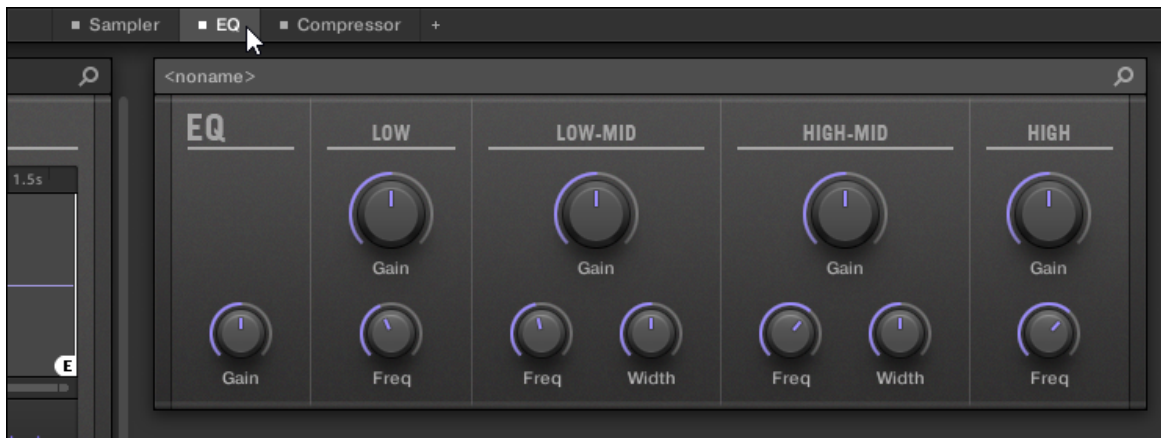 Sampler EQ Compressor +
<noname>
EQ LOW LOW-MID HIGH-MID HIGH
1.5s
Gain Gain Gain Gain
E
Gain Freq Freq Width Freq Width Freq